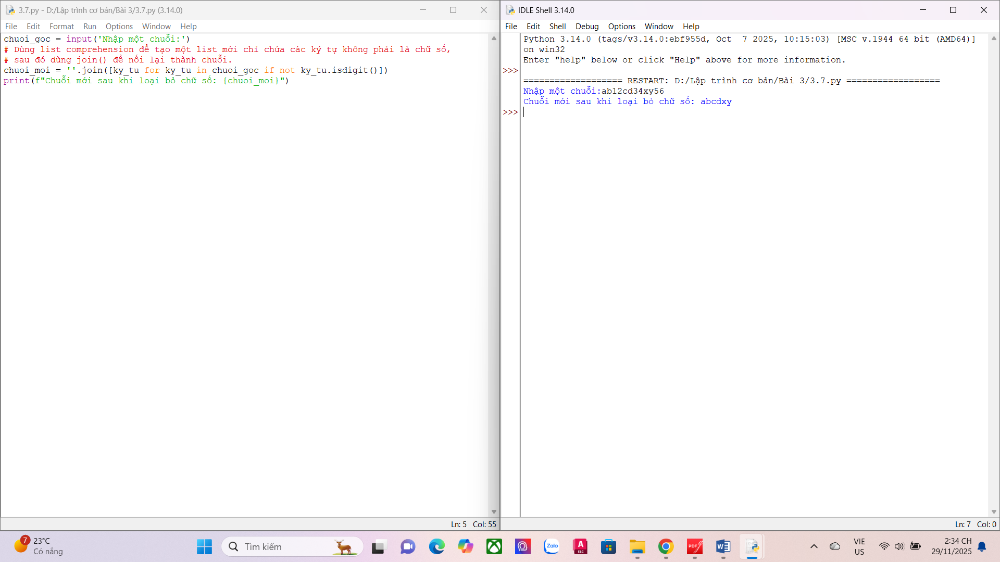 3.7.py - D:/Lập trình cơ bản/Bài 3/3.7.py (3.14.0)
File Edit Format Run Options Window Help
chuoi_goc = input('Nhập một chuỗi:')
# Dùng list comprehension để tạo một list mới chỉ chứa các ký tự không phải là chữ số,
# sau đó dùng join() để nối lại thành chuỗi.
chuoi_moi = ''.join([ky_tu for ky_tu in chuoi_goc if not ky_tu.isdigit()])
print(f"Chuỗi mới sau khi loại bỏ chữ số: {chuoi_moi}")
Ln: 5 Col: 55
IDLE Shell 3.14.0
File Edit Shell Debug Options Window Help
Python 3.14.0 (tags/v3.14.0:ebf955d, Oct  7 2025, 10:15:03) [MSC v.1944 64 bit (AMD64)]
on win32
Enter "help" below or click "Help" above for more information.
>>>
=================== RESTART: D:/Lập trình cơ bản/Bài 3/3.7.py ==================
Nhập một chuỗi:ab12cd34xy56
Chuỗi mới sau khi loại bỏ chữ số: abcdxy
>>>
Ln: 7 Col: 0
7
23°C
Có nắng
Tìm kiếm
Zalo
A
ELC
PDF
W
VIE
US
2:34 CH
29/11/2025